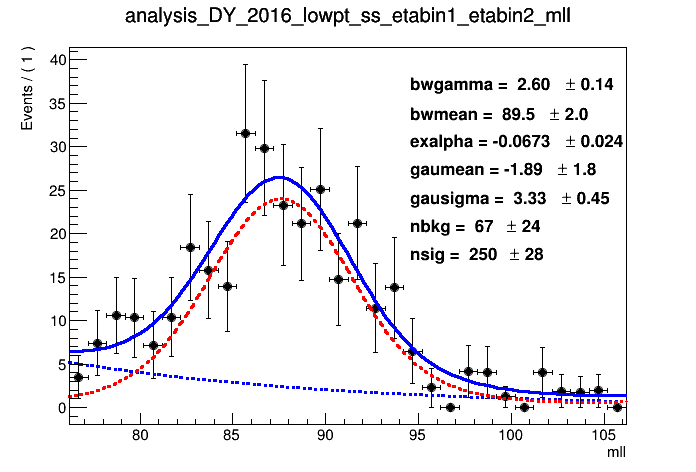 analysis_DY_2016_lowpt_ss_etabin1_etabin2_mll
Events / ( 1 )
40
35
30
25
20
15
10
5
0
bwgamma = 2.60 ± 0.14
bwmean = 89.5 ± 2.0
exalpha = -0.0673 ± 0.024
gaumean = -1.89 ± 1.8
gausigma = 3.33 ± 0.45
nbkg = 67 ± 24
nsig = 250 ± 28
80 85 90 95 100 105
mll